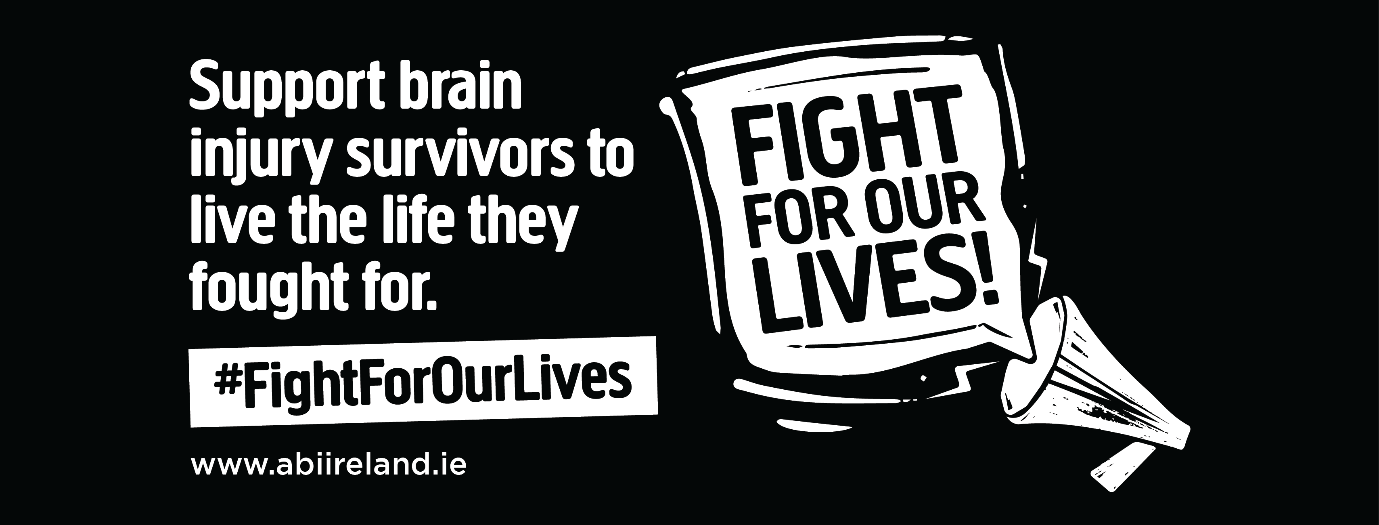 Support brain
injury survivors to
live the life they
fought for.
#FightForOurLives
www.abiireland.ie
FIGHT
FOR OUR
LIVES!